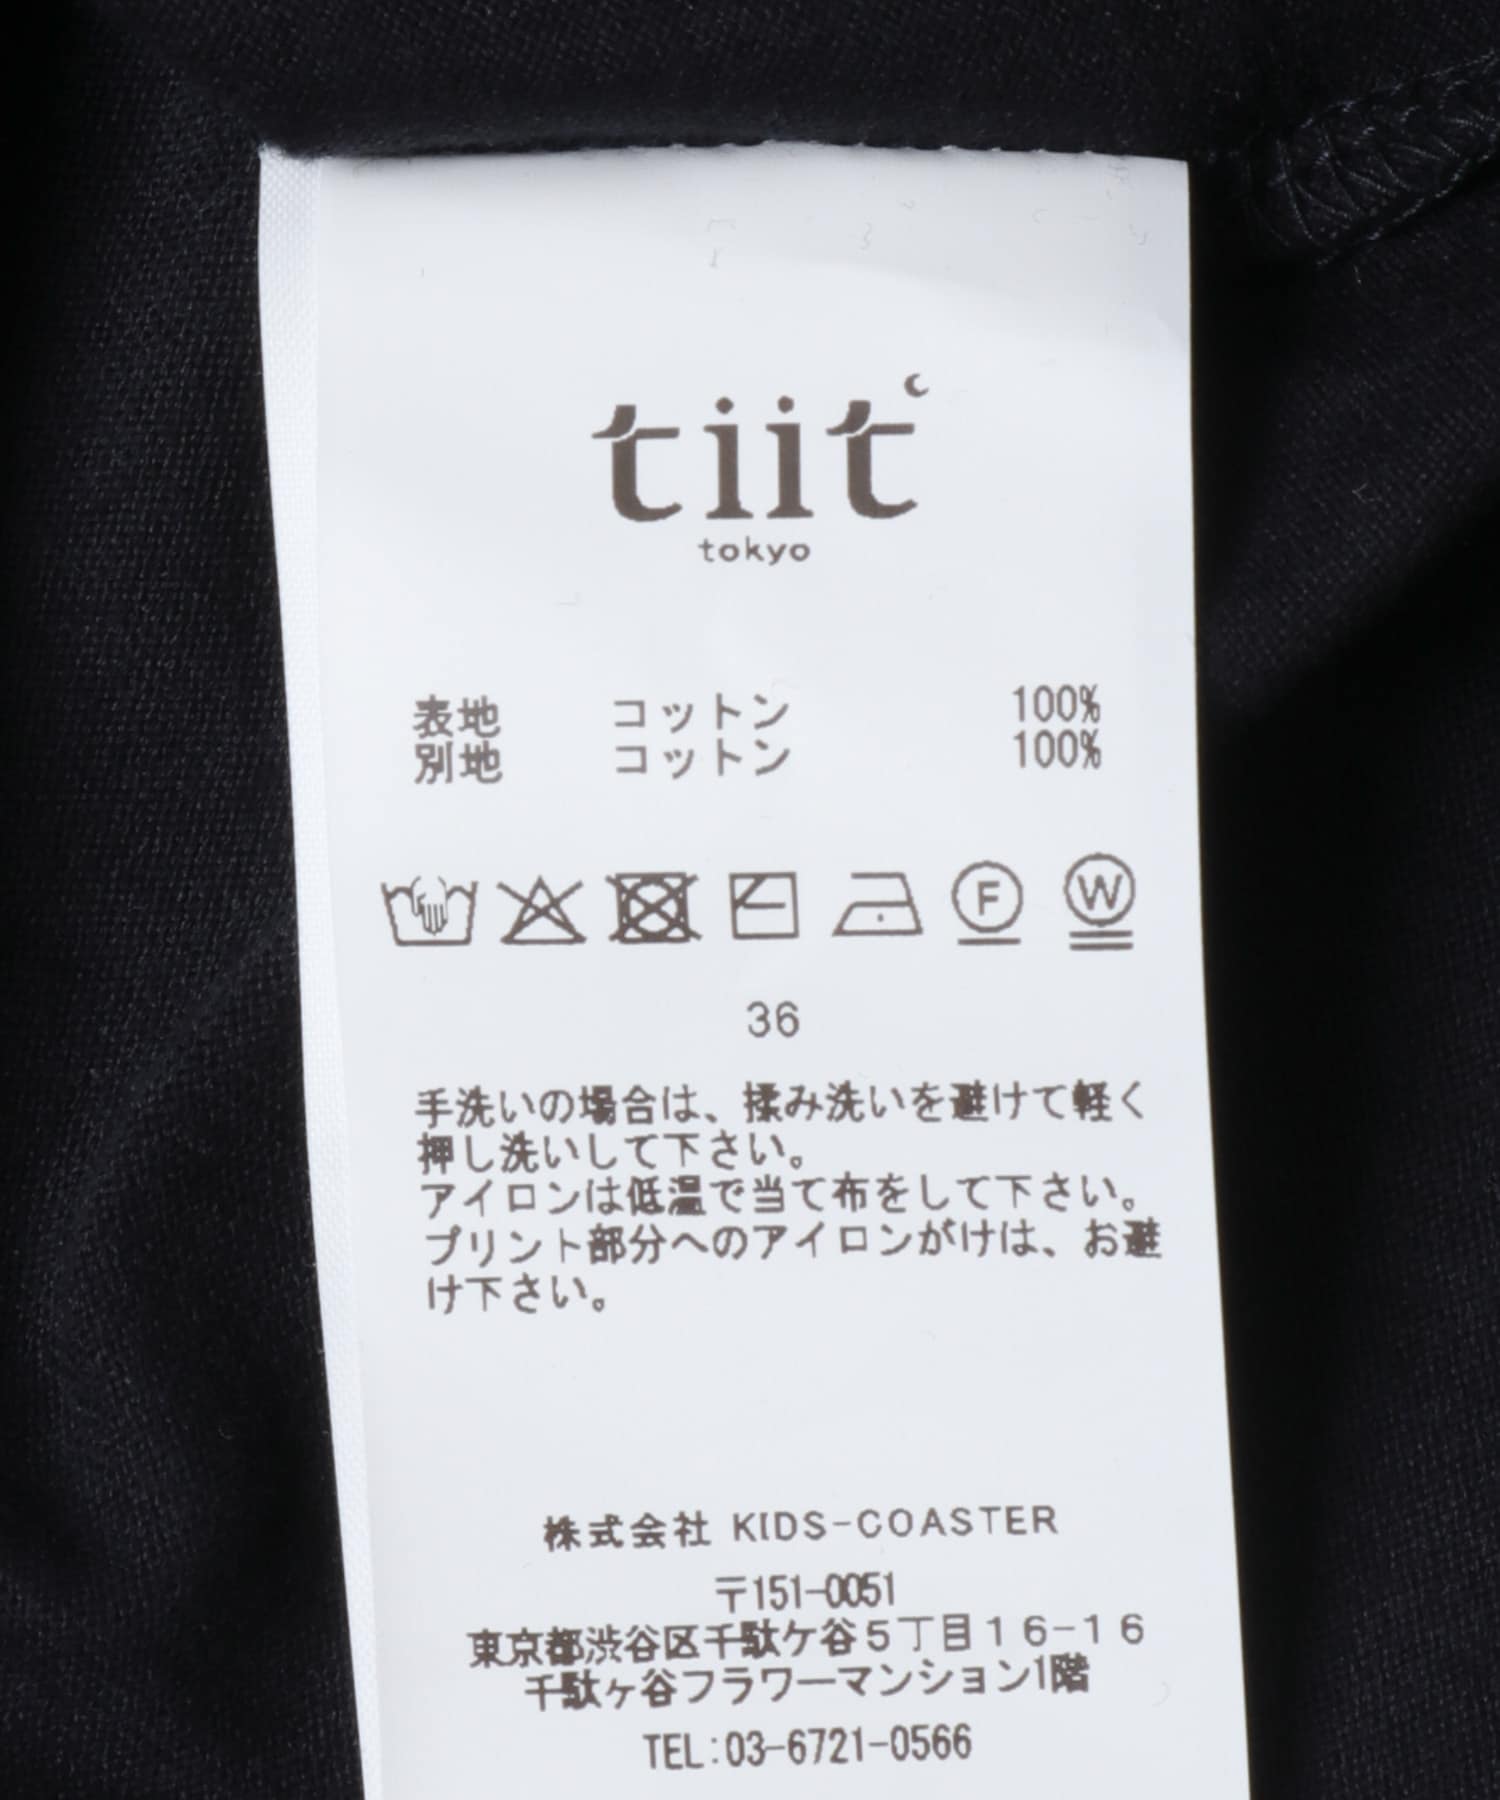 tiit
tokyo
表地 コットン 100%
別地 コットン 100%
F W
36
手洗いの場合は、揉み洗いを避けて軽く
押し洗いして下さい。
アイロンは低温で当て布をして下さい。
プリント部分へのアイロンがけは、お避
け下さい。
株式会社 KIDS-COASTER
〒151-0051
東京都渋谷区千駄ケ谷5丁目16-16
千駄ヶ谷フラワーマンション1階
TEL:03-6721-0566